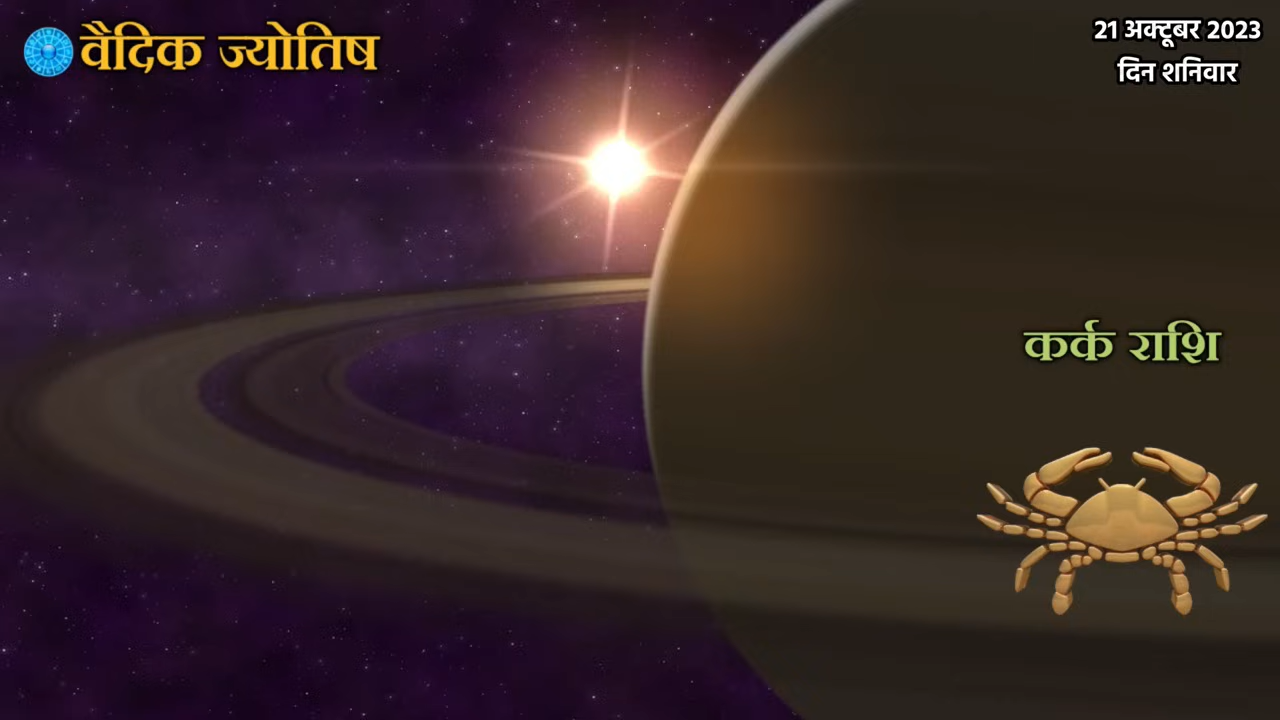 वैदिक ज्योतिष
21 अक्टूबर 2023
दिन शनिवार
कर्क राशि